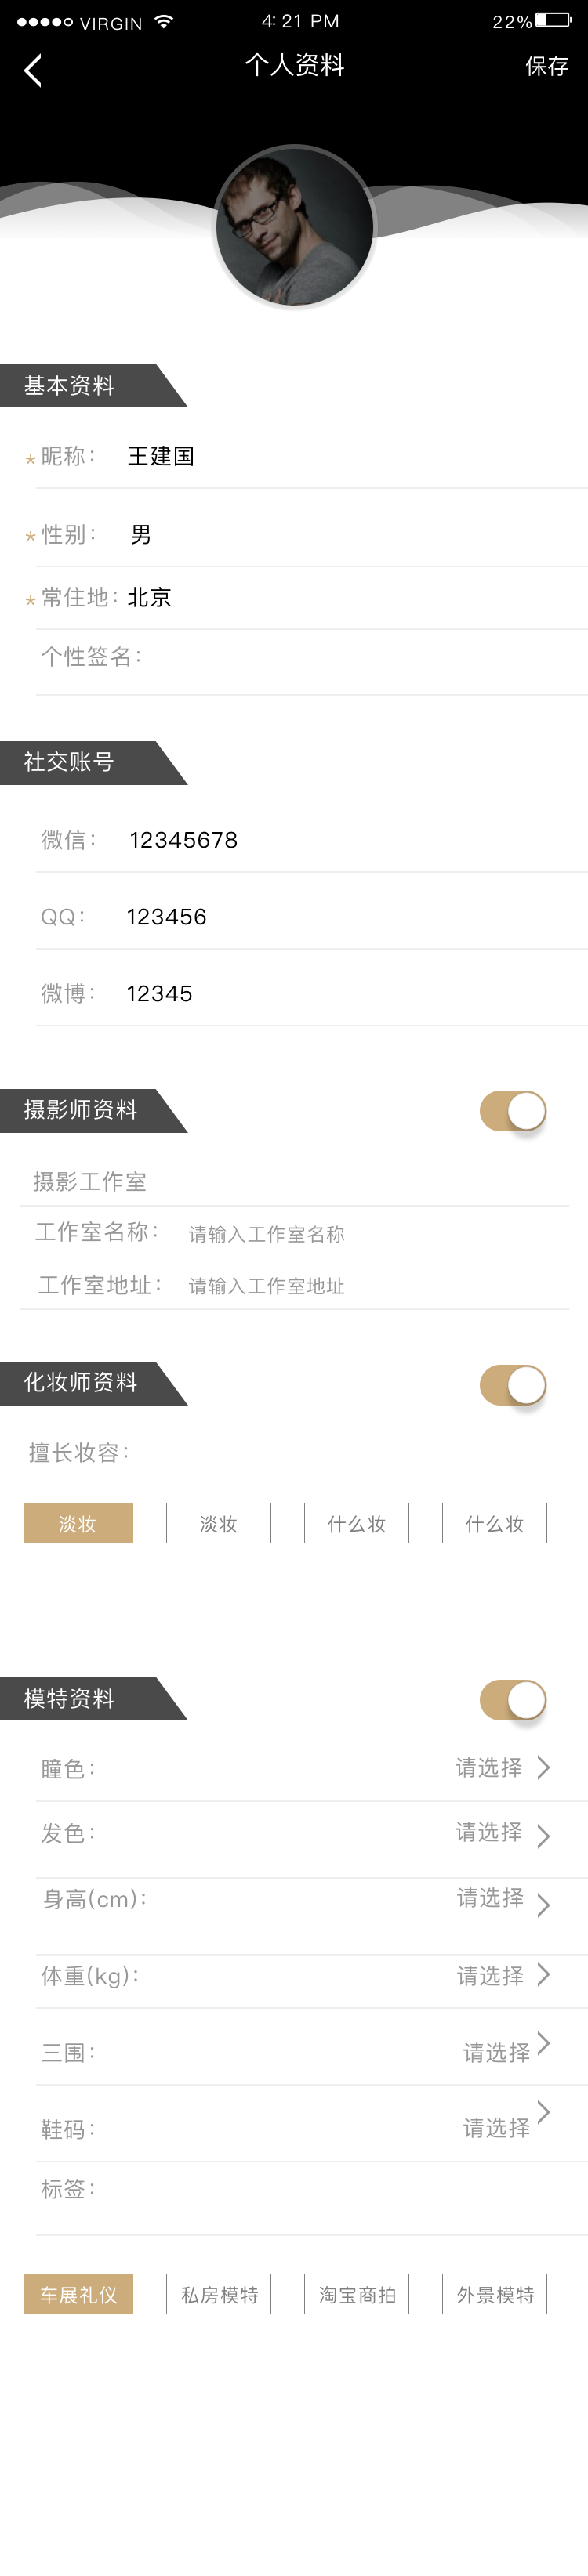 VIRGIN 4:21 PM 22%
个人资料 保存
基本资料
*昵称： 王建国
*性别： 男
*常住地：北京
个性签名：
社交账号
微信： 12345678
QQ： 123456
微博： 12345
摄影师资料
摄影工作室
工作室名称： 请输入工作室名称
工作室地址： 请输入工作室地址
化妆师资料
擅长妆容：
淡妆 淡妆 什么妆 什么妆
模特资料
瞳色： 请选择
发色： 请选择
身高(cm)： 请选择
体重(kg)： 请选择
三围： 请选择
鞋码： 请选择
标签：
车展礼仪 私房模特 淘宝商拍 外景模特